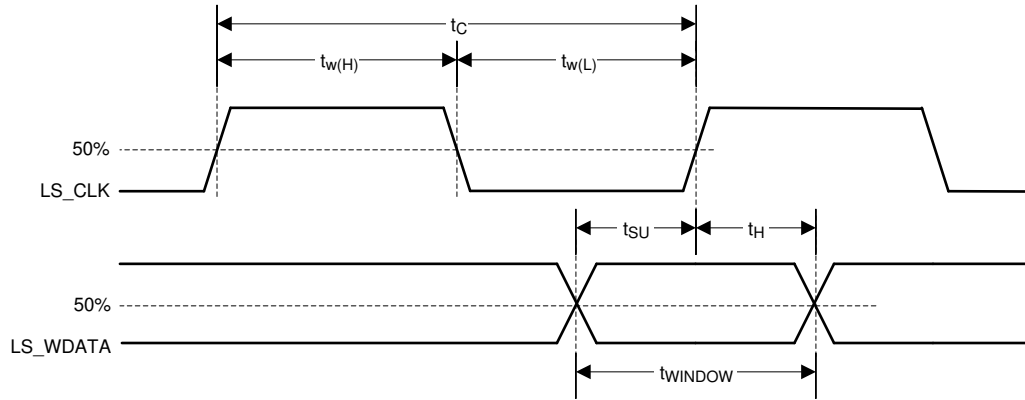 tC
tw(H) tw(L)
50%
LS_CLK
tSU tH
50%
LS_WDATA
tWINDOW